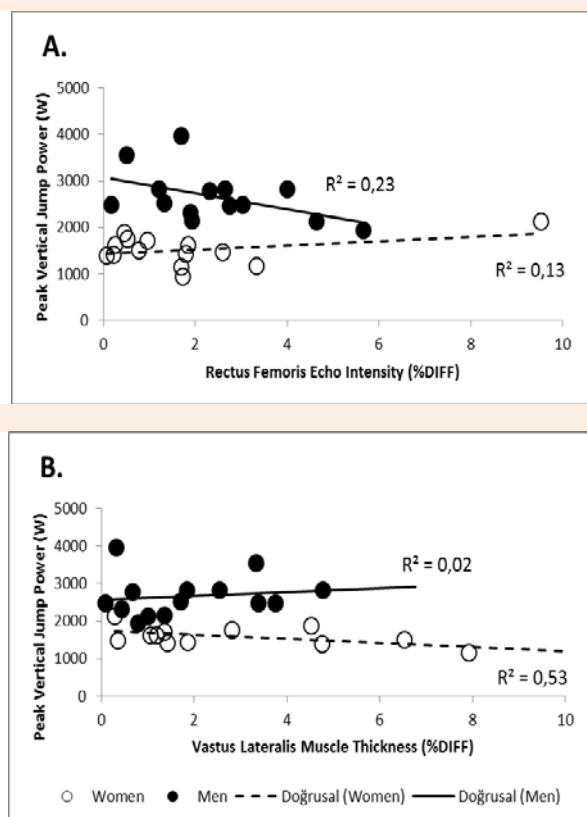 A.
Peak Vertical Jump Power (W)
5000
4000
3000
2000
1000
0
R² = 0,23
R² = 0,13
0 2 4 6 8 10
Rectus Femoris Echo Intensity (%DIFF)
B.
Peak Vertical Jump Power (W)
5000
4000
3000
2000
1000
0
R² = 0,02
R² = 0,53
0 2 4 6 8 10
Vastus Lateralis Muscle Thickness (%DIFF)
Women Men Doğrusal (Women) Doğrusal (Men)